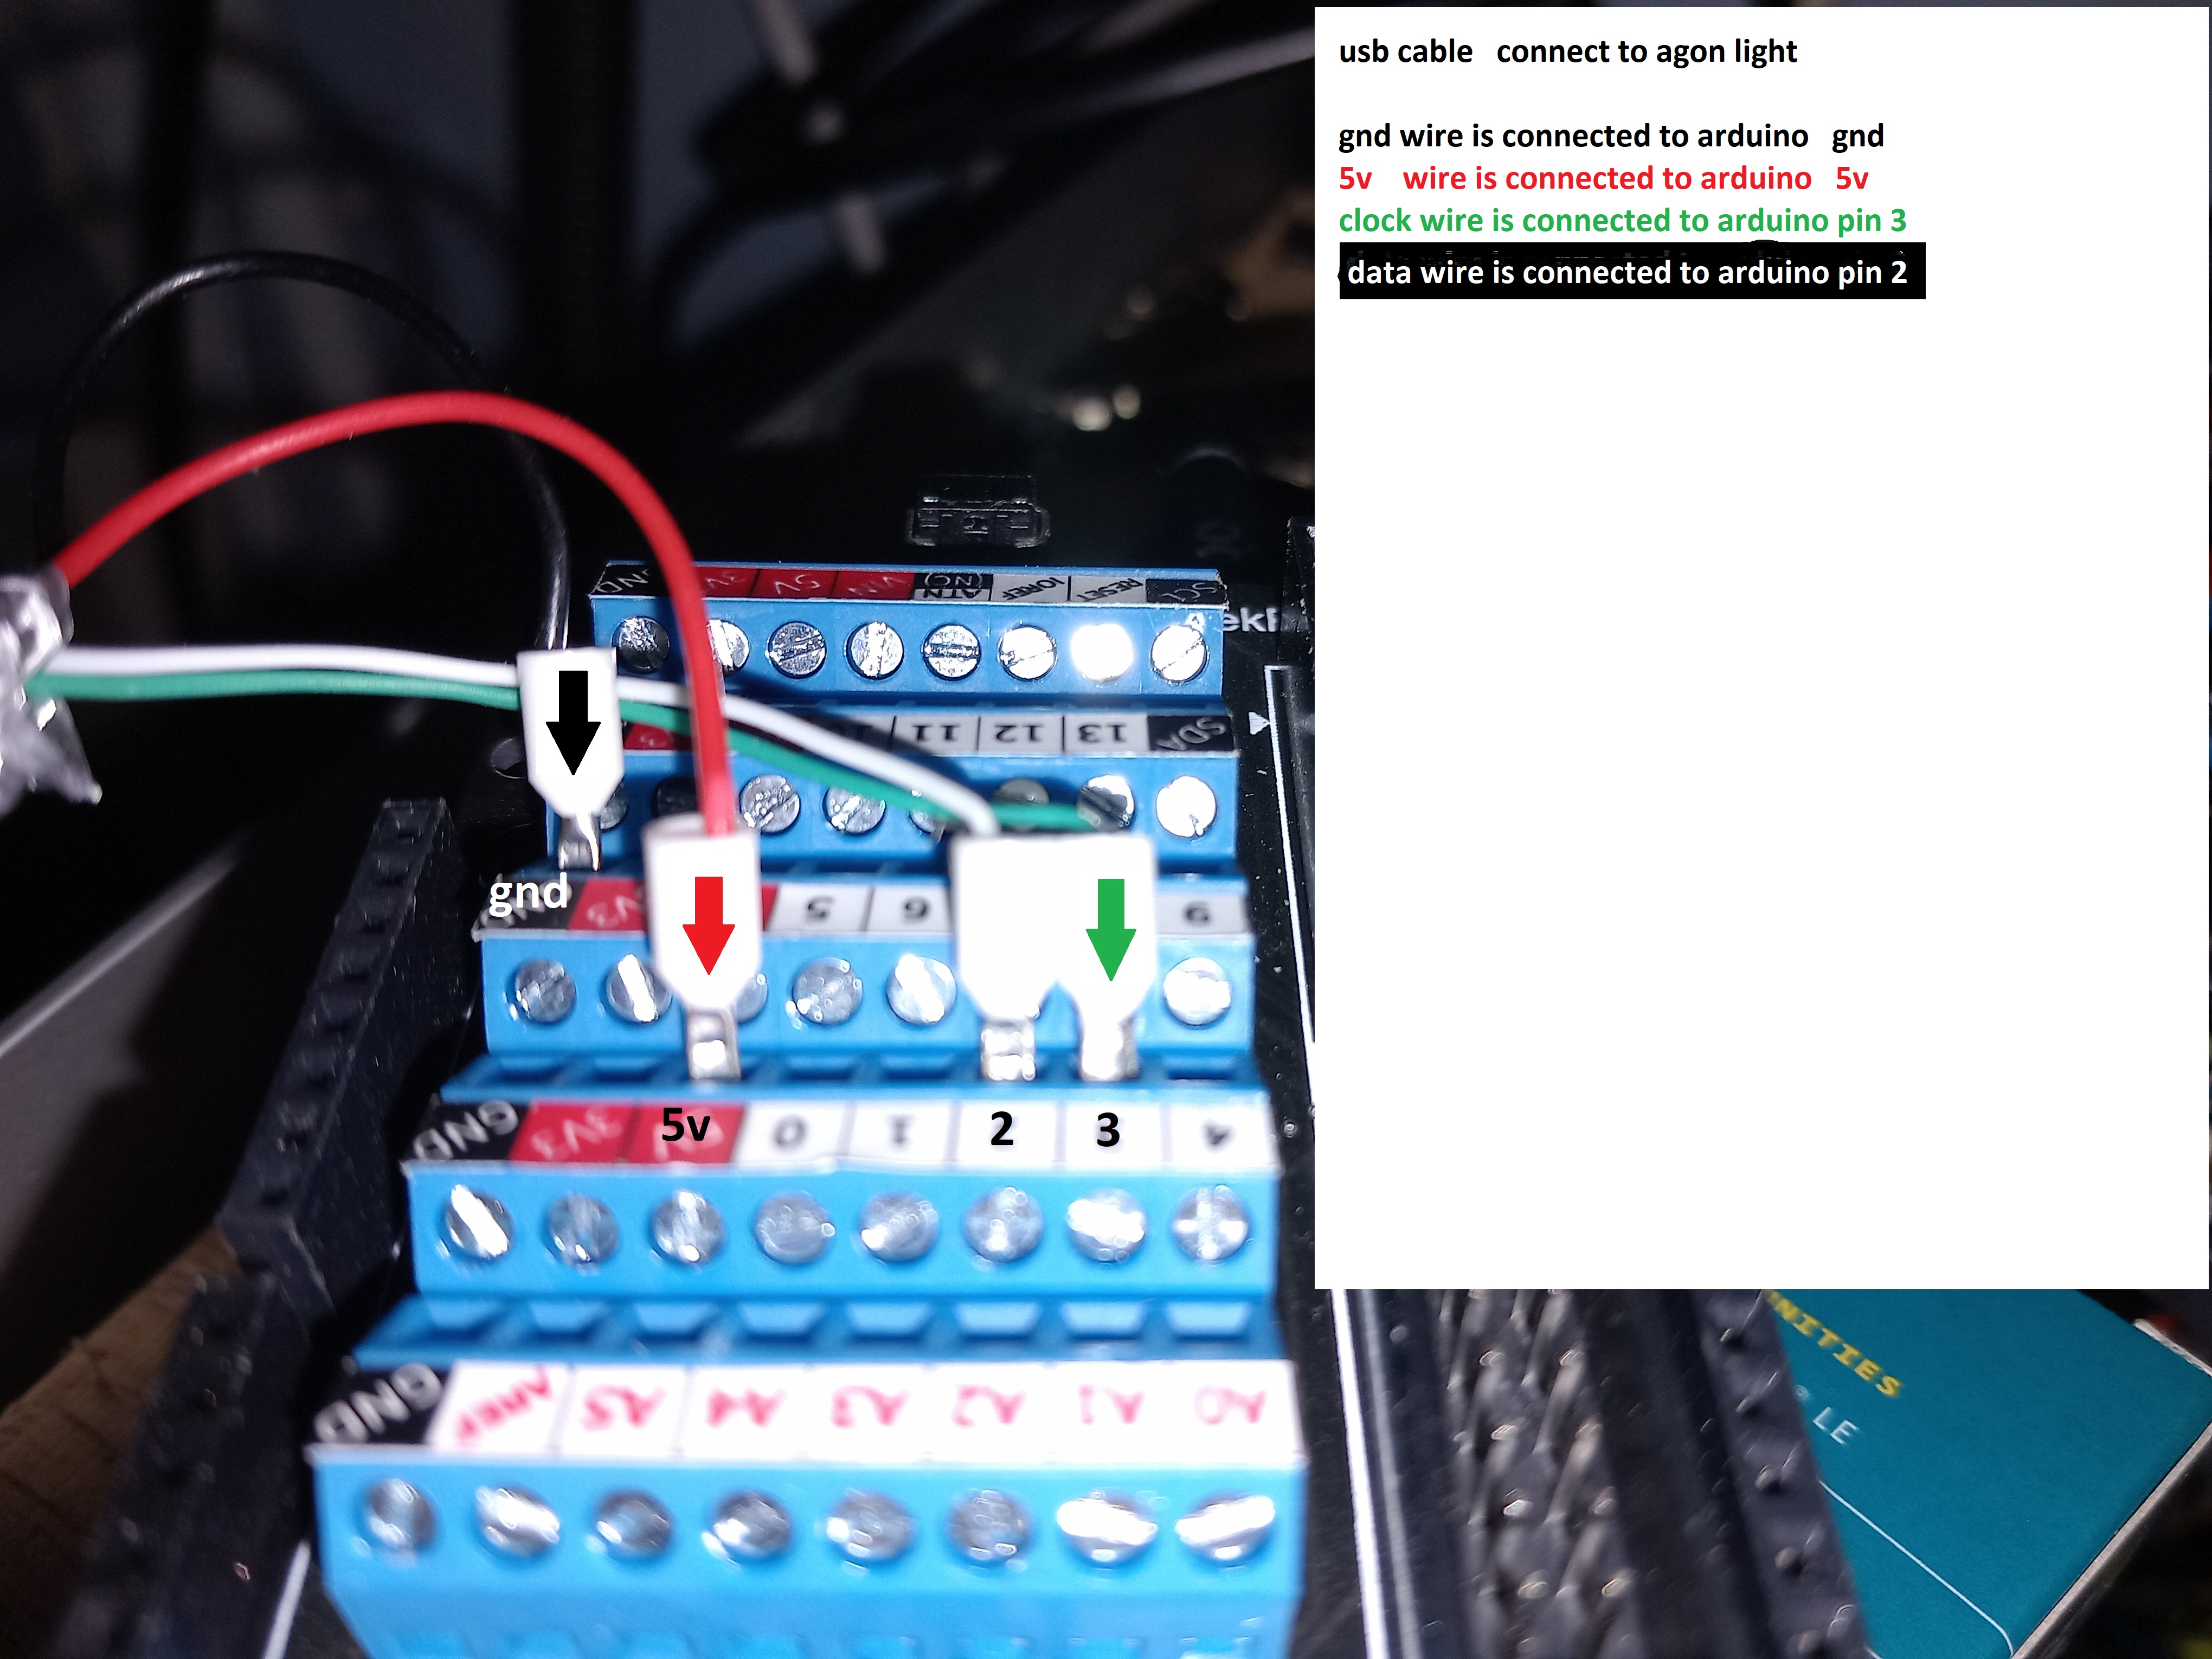 usb cable connect to agon light
gnd wire is connected to arduino gnd
5v wire is connected to arduino 5v
clock wire is connected to arduino pin 3
data wire is connected to arduino pin 2
GND 3V3 5V VIN ATN (NC) IOREF RESET SCL
11 12 13 SDA
gnd 3V3 5 6 9
GND 3V3 5v 0 1 2 3 4
GND AREF A5 A4 A3 A2 A1 A0
NITIES
LE